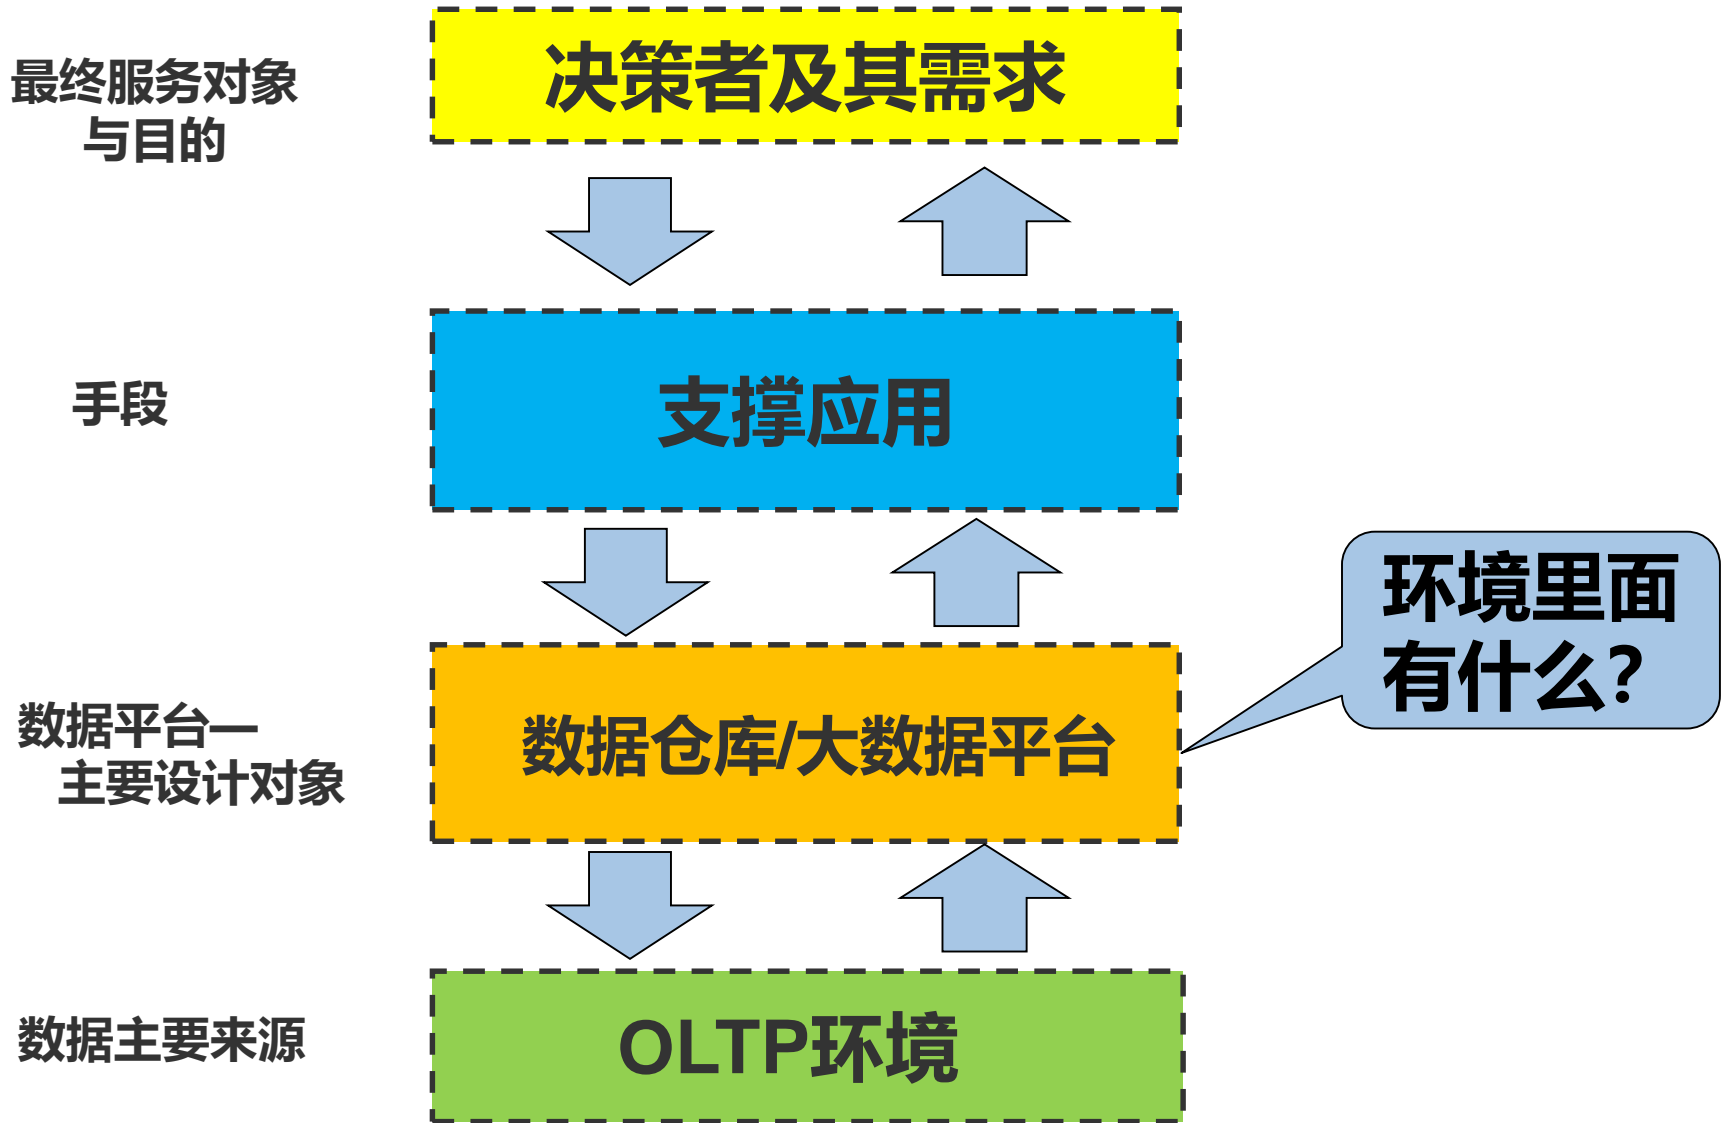 决策者及其需求
最终服务对象
与目的
支撑应用
手段
环境里面
有什么?
数据仓库/大数据平台
数据平台—
主要设计对象
OLTP环境
数据主要来源